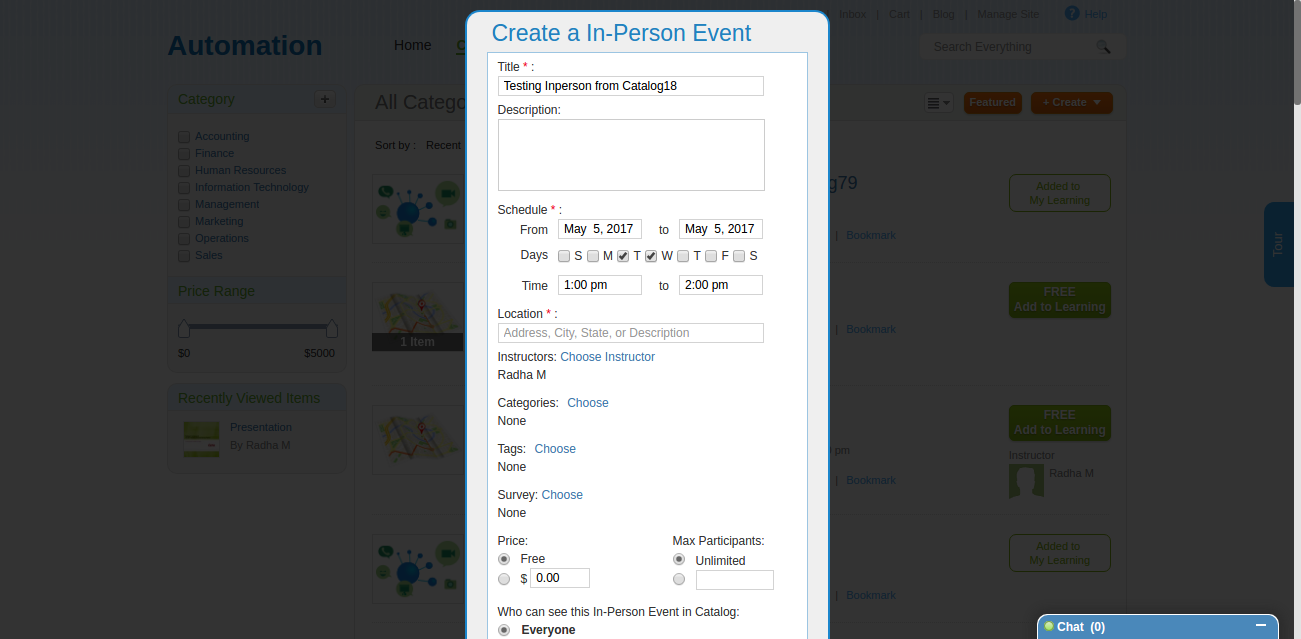 Inbox | Cart | Blog | Manage Site
? Help
Automation
Home
Search Everything
Category
+
Accounting
Finance
Human Resources
Information Technology
Management
Marketing
Operations
Sales
Price Range
$0
$5000
Recently Viewed Items
Presentation
By Radha M
All Catego
Sort by : Recent
1 Item
Create a In-Person Event
Title * :
Testing Inperson from Catalog18
Description:
Schedule * :
From May 5, 2017 to May 5, 2017
Days S M T W T F S
Time 1:00 pm to 2:00 pm
Location * :
Address, City, State, or Description
Instructors: Choose Instructor
Radha M
Categories: Choose
None
Tags: Choose
None
Survey: Choose
None
Price:
Free
$ 0.00
Max Participants:
Unlimited
Who can see this In-Person Event in Catalog:
Everyone
Featured
+ Create
g79
Added to
My Learning
| Bookmark
FREE
Add to Learning
| Bookmark
FREE
Add to Learning
pm
Instructor
Radha M
| Bookmark
Added to
My Learning
| Bookmark
Tour
Chat (0)